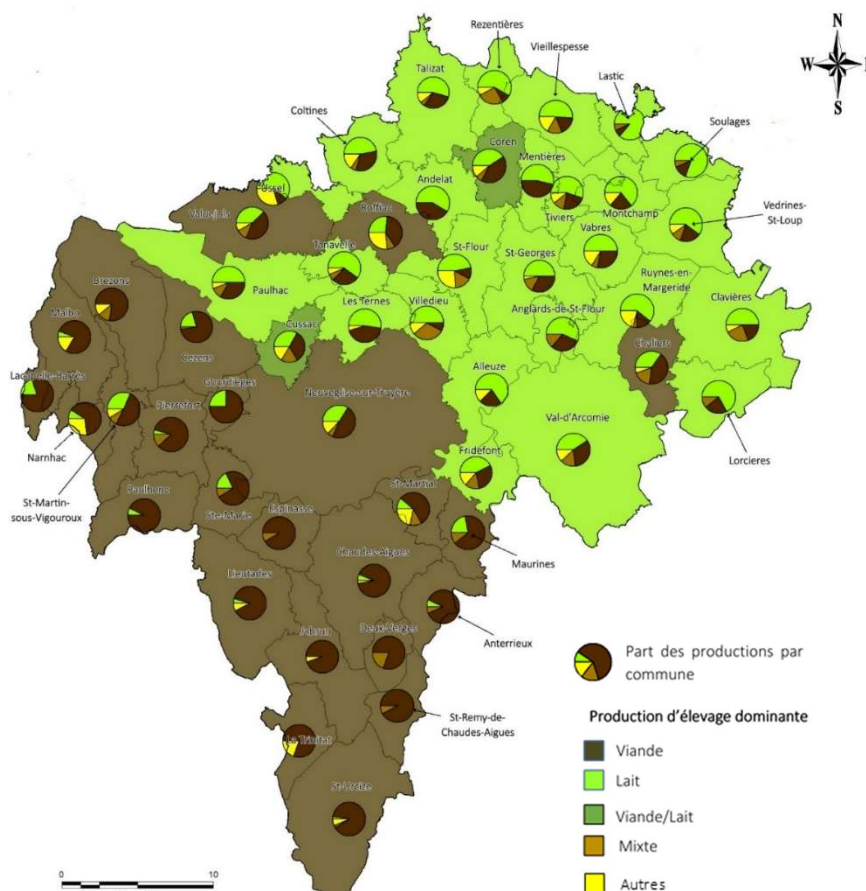 Rezentières
Vieillespesse
N
Talizat
Lastic
W
S
Coltines
Soulages
Coren
Mentières
Andelat
Ussel
Valuejols
Roffiac
Tiviers
Montchamp
Vedrines-
St-Loup
Vabres
Tanavelle
St-Flour
St-Georges
Brezons
Paulhac
Ruynes-en-
Margeride
Les Ternes
Villedieu
Anglards-de-St-Flour
Clavières
Malbo
Cussac
Cezens
Chaliers
Lacapelle-Barrès
Gourdièges
Alleuze
Neuveglise-sur-Truyère
Pierrefort
Val-d'Arcomie
Narnhac
Lorcieres
Fridefont
St-Martin-
sous-Vigouroux
St-Martial
Paulhenc
Ste-Marie
Espinasse
Maurines
Chaudes-Aigues
Lieutades
Anterrieux
Jabrun
Deux-Verges
Part des productions par
commune
St-Remy-de-
Chaudes-Aigues
Production d'élevage dominante
La Trinitat
Viande
Lait
St-Urcize
Viande/Lait
Mixte
0
10
Autres